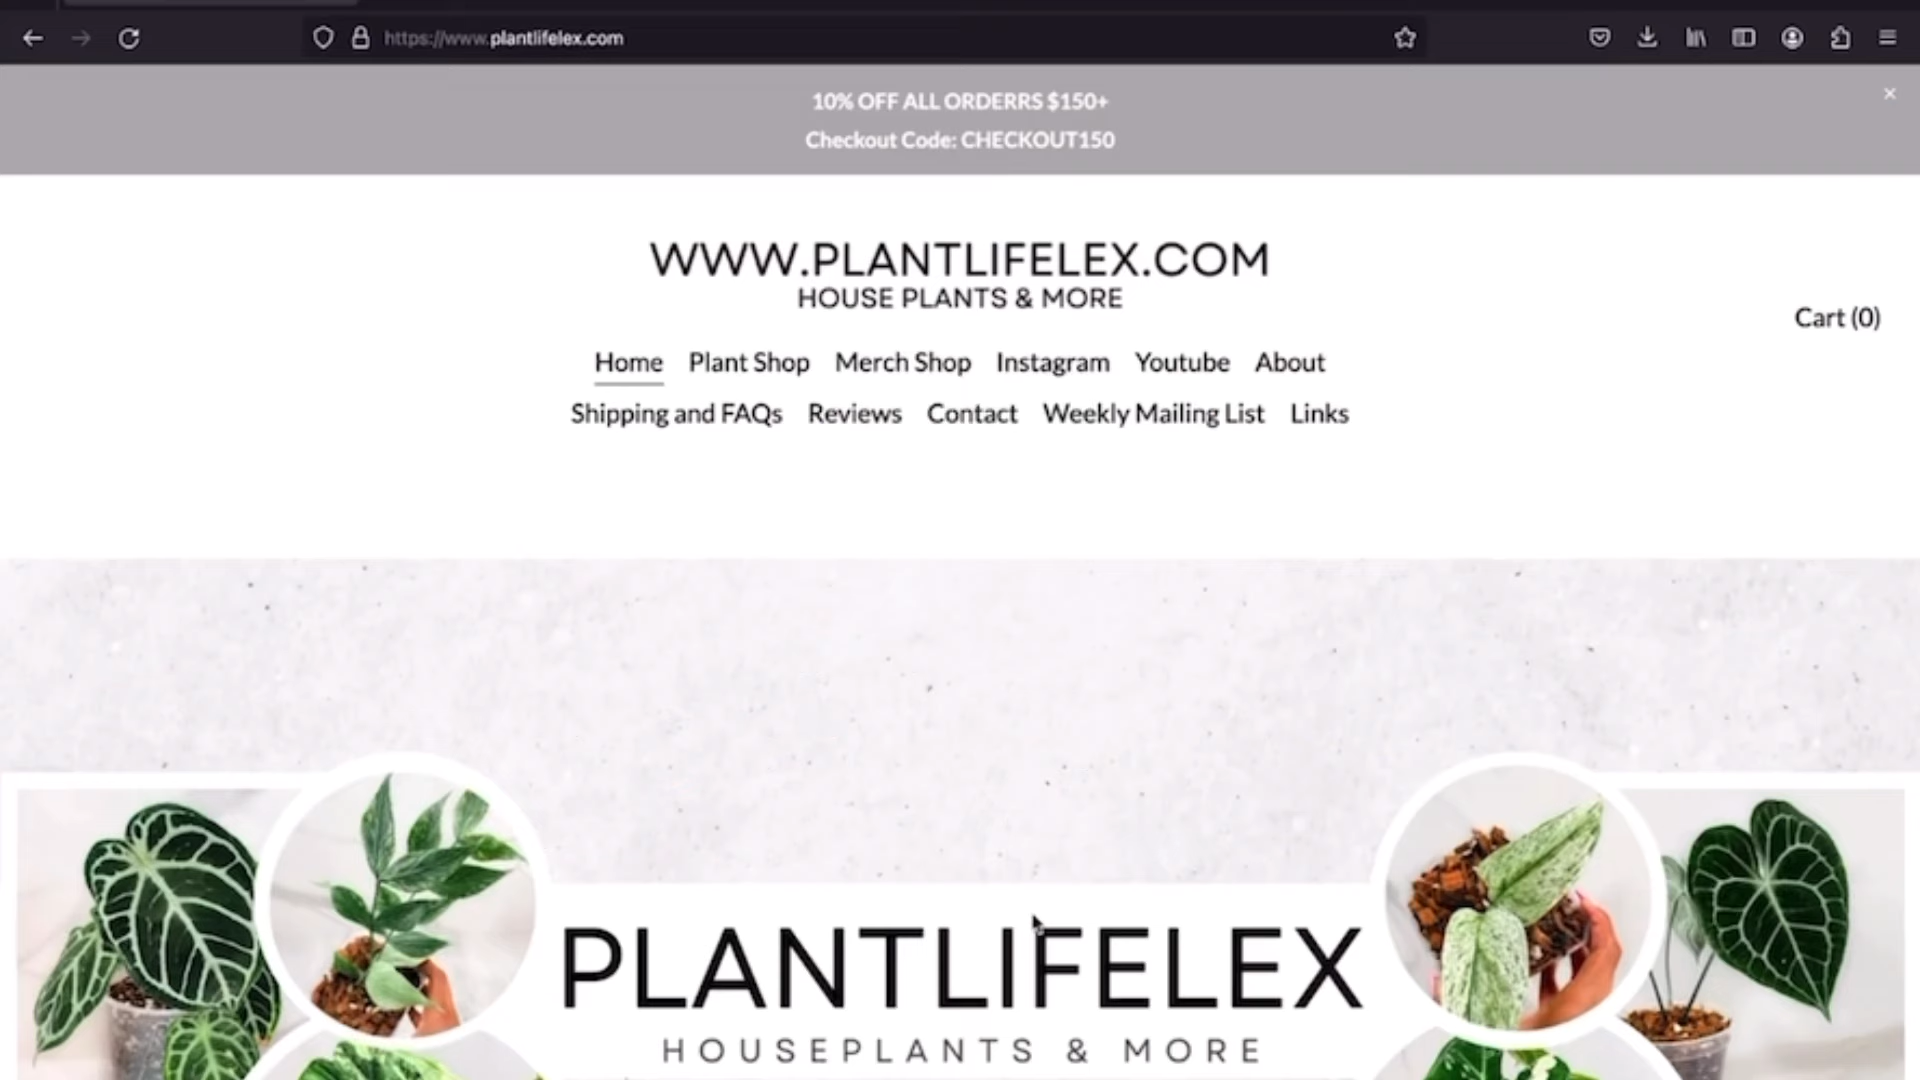 https://www.plantlifelex.com
10% OFF ALL ORDERRS $150+
Checkout Code: CHECKOUT150
WWW.PLANTLIFELEX.COM
HOUSE PLANTS & MORE
Cart (0)
Home Plant Shop Merch Shop Instagram Youtube About
Shipping and FAQs Reviews Contact Weekly Mailing List Links
PLANTLIFELEX
HOUSEPLANTS & MORE